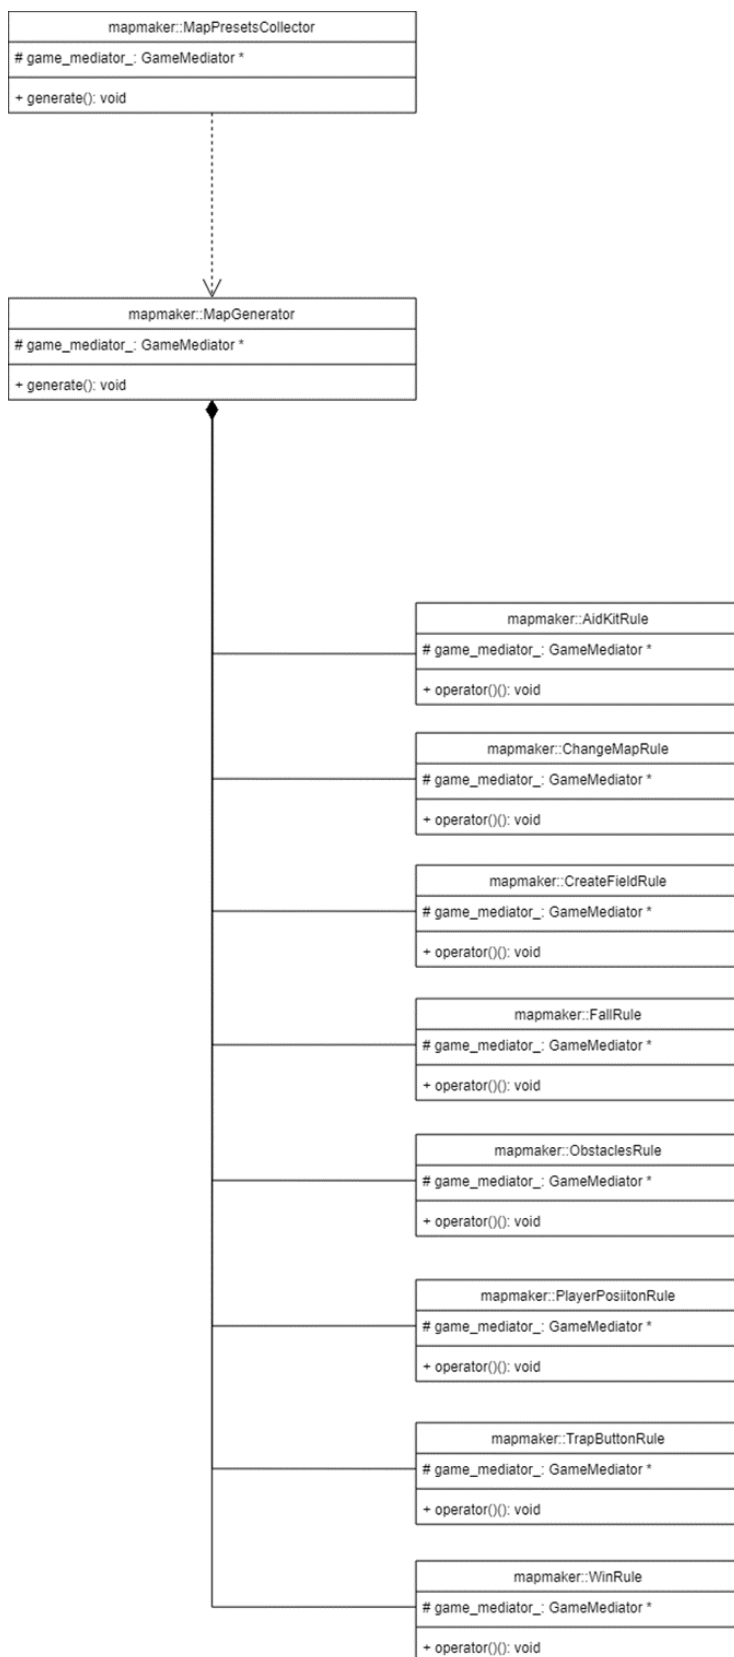 mapmaker::MapPresetsCollector
# game_mediator_: GameMediator *
+ generate(): void
mapmaker::MapGenerator
# game_mediator_: GameMediator *
+ generate(): void
mapmaker::AidKitRule
# game_mediator_: GameMediator *
+ operator()(): void
mapmaker::ChangeMapRule
# game_mediator_: GameMediator *
+ operator()(): void
mapmaker::CreateFieldRule
# game_mediator_: GameMediator *
+ operator()(): void
mapmaker::FallRule
# game_mediator_: GameMediator *
+ operator()(): void
mapmaker::ObstaclesRule
# game_mediator_: GameMediator *
+ operator()(): void
mapmaker::PlayerPosiitonRule
# game_mediator_: GameMediator *
+ operator()(): void
mapmaker::TrapButtonRule
# game_mediator_: GameMediator *
+ operator()(): void
mapmaker::WinRule
# game_mediator_: GameMediator *
+ operator()(): void